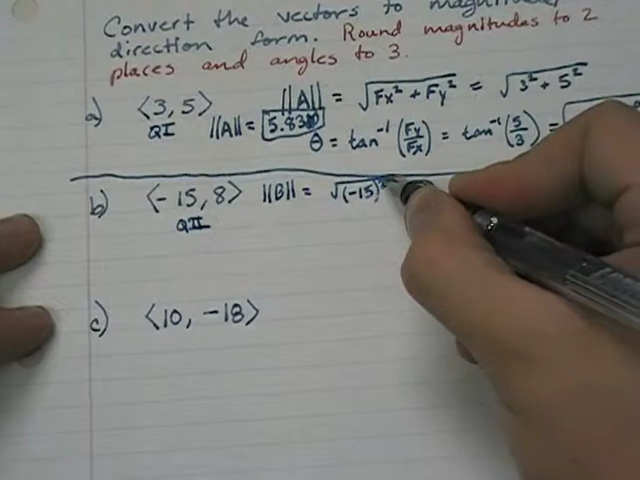 Convert the vectors to magnitude/
direction form. Round magnitudes to 2
places and angles to 3.
a) ⟨3, 5⟩ ||A|| = √(Fx² + Fy²) = √(3² + 5²)
QI ||A|| = 5.83
θ = tan⁻¹ (Fy/Fx) = tan⁻¹ (5/3) =
b) ⟨-15, 8⟩ ||B|| = √(-15)²
QII
c) ⟨10, -18⟩